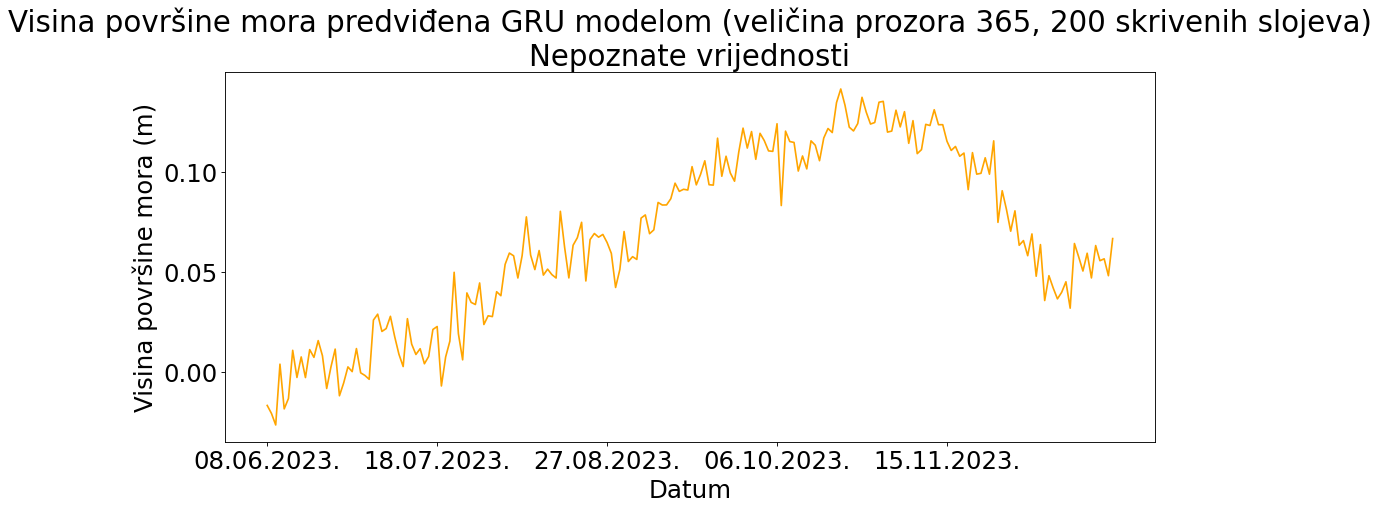 Visina površine mora predviđena GRU modelom (veličina prozora 365, 200 skrivenih slojeva)
Nepoznate vrijednosti
Visina površine mora (m)
0.10
0.05
0.00
08.06.2023. 18.07.2023. 27.08.2023. 06.10.2023. 15.11.2023.
Datum